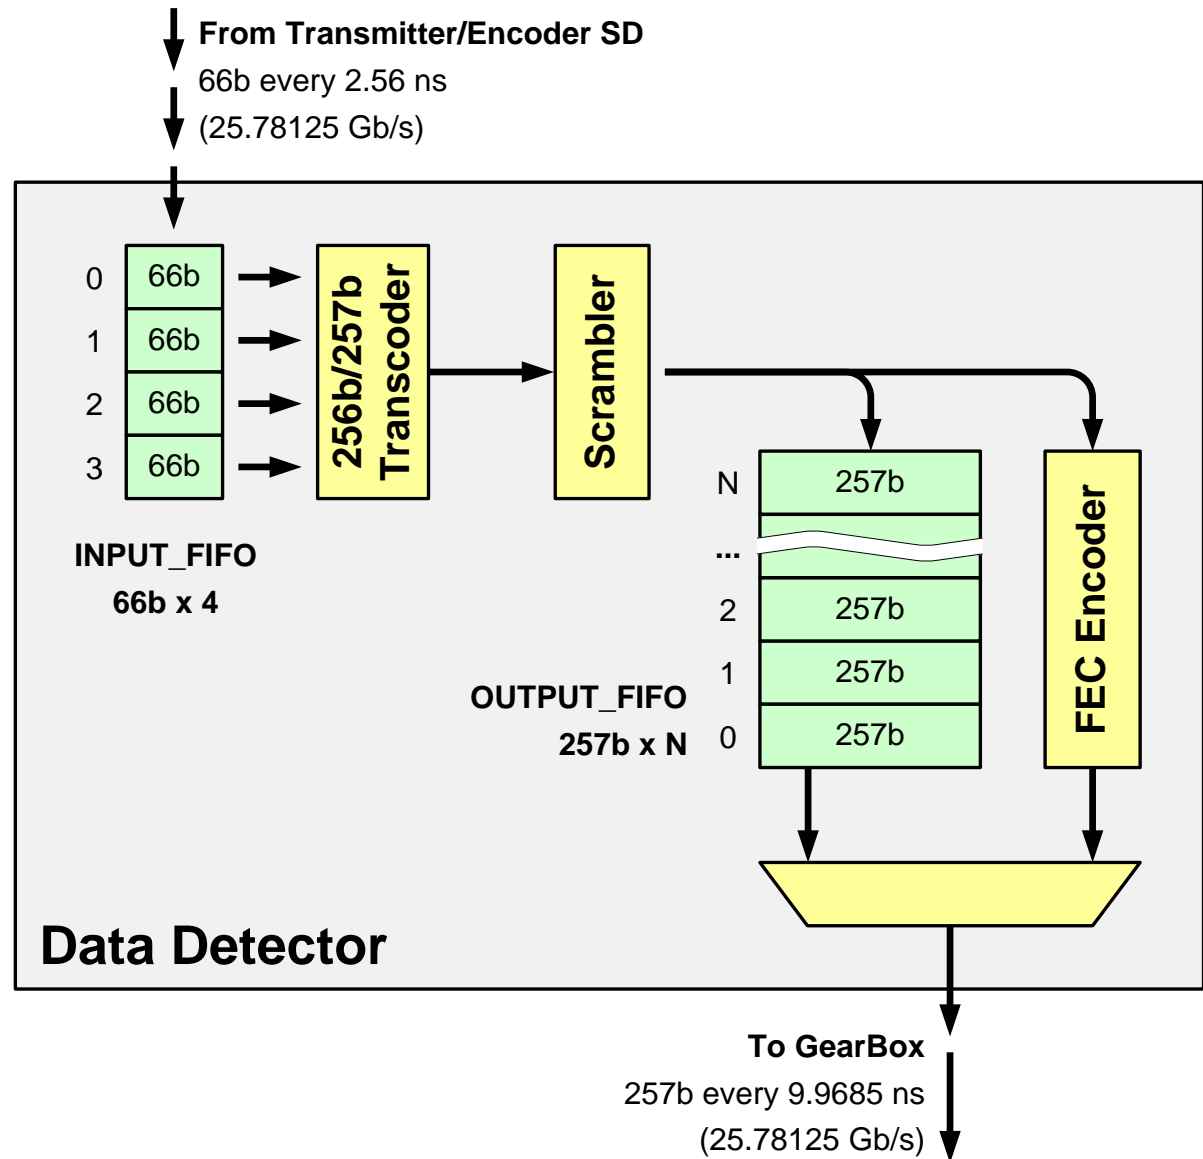 From Transmitter/Encoder SD
66b every 2.56 ns
(25.78125 Gb/s)
0 66b
1 66b
2 66b
3 66b
256b/257b
Transcoder
Scrambler
INPUT_FIFO
66b x 4
N 257b
...
2 257b
1 257b
0 257b
OUTPUT_FIFO
257b x N
FEC Encoder
Data Detector
To GearBox
257b every 9.9685 ns
(25.78125 Gb/s)